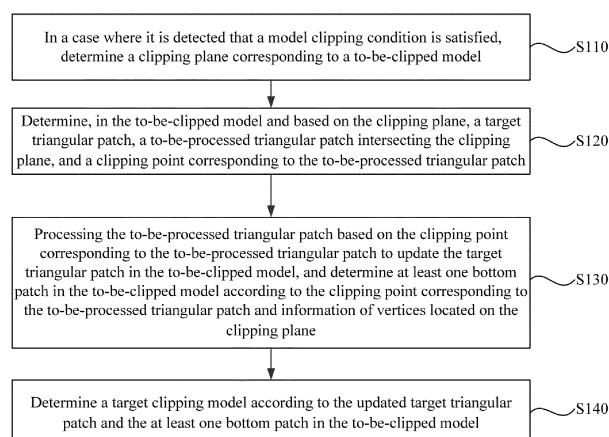 In a case where it is detected that a model clipping condition is satisfied,
determine a clipping plane corresponding to a to-be-clipped model
S110
Determine, in the to-be-clipped model and based on the clipping plane, a target
triangular patch, a to-be-processed triangular patch intersecting the clipping
plane, and a clipping point corresponding to the to-be-processed triangular patch
S120
Processing the to-be-processed triangular patch based on the clipping point
corresponding to the to-be-processed triangular patch to update the target
triangular patch in the to-be-clipped model, and determine at least one bottom
patch in the to-be-clipped model according to the clipping point corresponding to
the to-be-processed triangular patch and information of vertices located on the
clipping plane
S130
Determine a target clipping model according to the updated target triangular
patch and the at least one bottom patch in the to-be-clipped model
S140